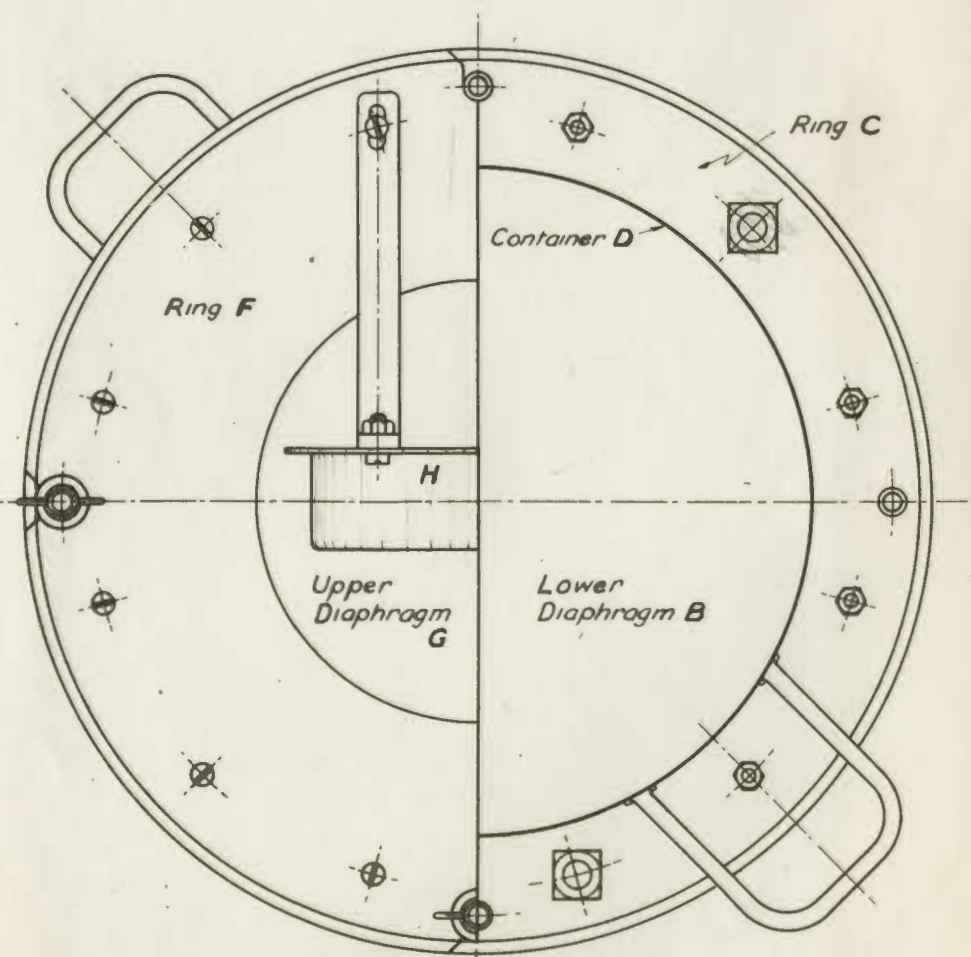 Ring C
Container D
Ring F
H
Upper
Diaphragm
G
Lower
Diaphragm B